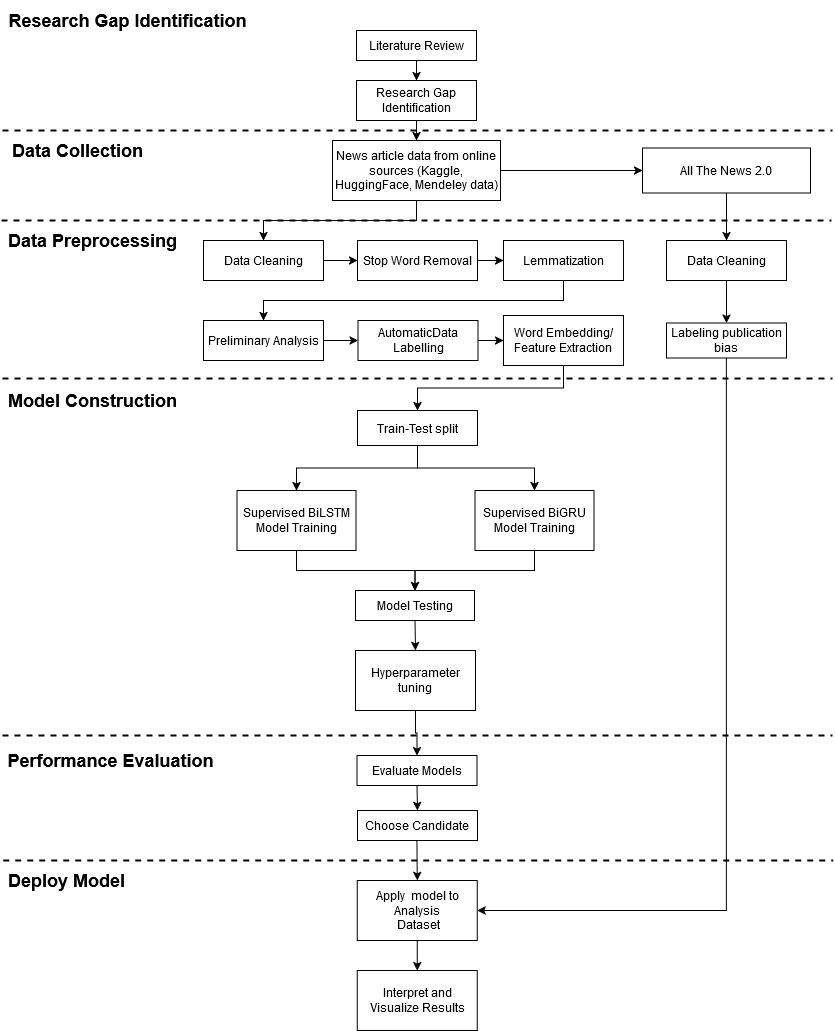 Research Gap Identification
Literature Review
Research Gap
Identification
Data Collection
News article data from online
sources (Kaggle,
HuggingFace, Mendeley data)
All The News 2.0
Data Preprocessing
Data Cleaning
Stop Word Removal
Lemmatization
Data Cleaning
Preliminary Analysis
AutomaticData
Labelling
Word Embedding/
Feature Extraction
Labeling publication
bias
Model Construction
Train-Test split
Supervised BiLSTM
Model Training
Supervised BiGRU
Model Training
Model Testing
Hyperparameter
tuning
Performance Evaluation
Evaluate Models
Choose Candidate
Deploy Model
Apply model to
Analysis
Dataset
Interpret and
Visualize Results